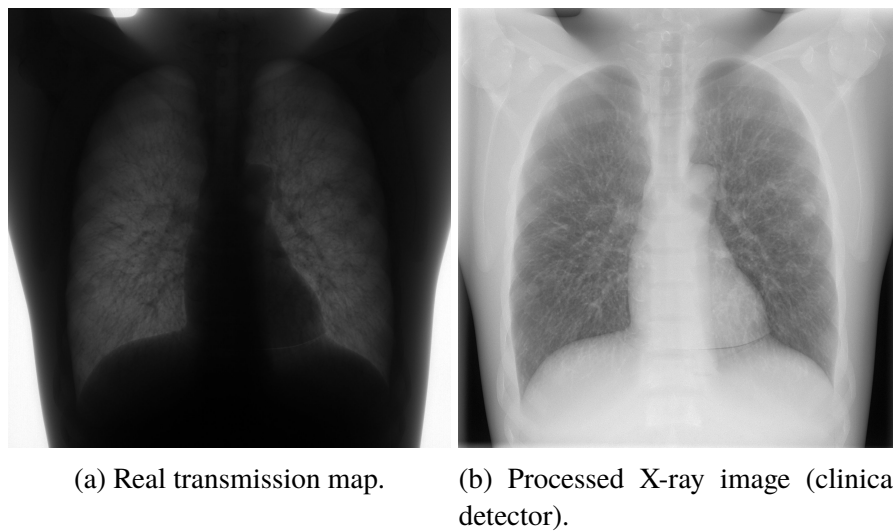 (a) Real transmission map.
(b) Processed X-ray image (clinica
detector).